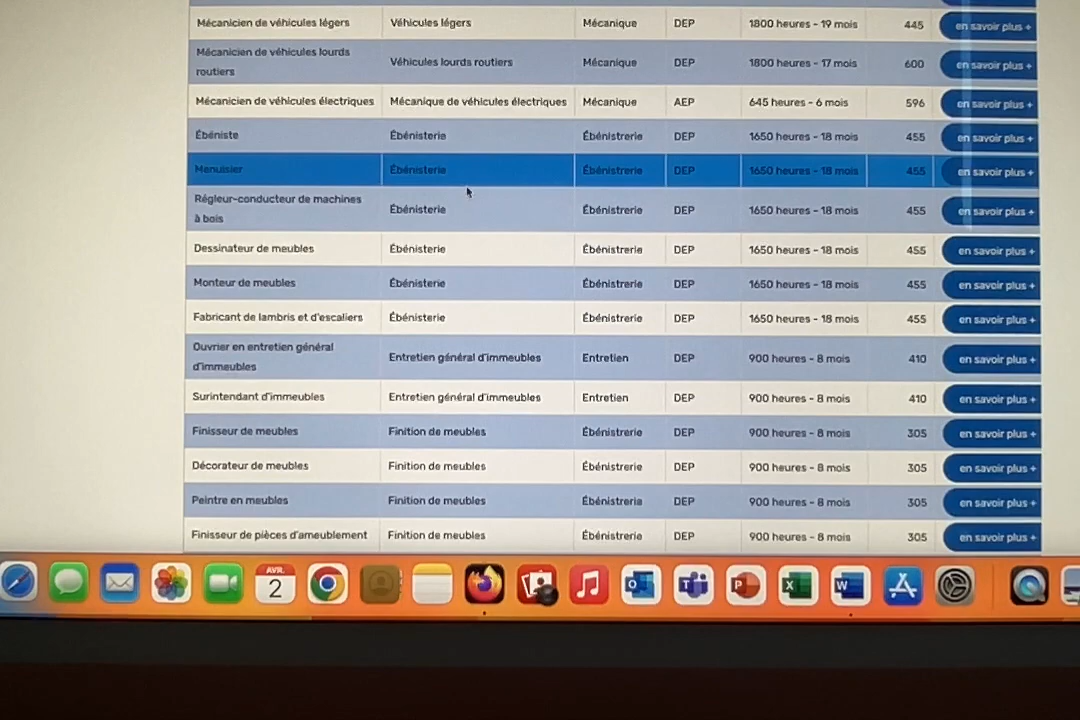 Mécanicien de véhicules légers Véhicules légers Mécanique DEP 1800 heures - 19 mois 445 en savoir plus +
Mécanicien de véhicules lourds
routiers Véhicules lourds routiers Mécanique DEP 1800 heures - 17 mois 600 en savoir plus +
Mécanicien de véhicules électriques Mécanique de véhicules électriques Mécanique AEP 645 heures - 6 mois 596 en savoir plus +
Ébéniste Ébénisterie Ébénistrerie DEP 1650 heures - 18 mois 455 en savoir plus +
Menuisier Ébénisterie Ébénistrerie DEP 1650 heures - 18 mois 455 en savoir plus +
Régleur-conducteur de machines
à bois Ébénisterie Ébénistrerie DEP 1650 heures - 18 mois 455 en savoir plus +
Dessinateur de meubles Ébénisterie Ébénistrerie DEP 1650 heures - 18 mois 455 en savoir plus +
Monteur de meubles Ébénisterie Ébénistrerie DEP 1650 heures - 18 mois 455 en savoir plus +
Fabricant de lambris et d'escaliers Ébénisterie Ébénistrerie DEP 1650 heures - 18 mois 455 en savoir plus +
Ouvrier en entretien général
d'immeubles Entretien général d'immeubles Entretien DEP 900 heures - 8 mois 410 en savoir plus +
Surintendant d'immeubles Entretien général d'immeubles Entretien DEP 900 heures - 8 mois 410 en savoir plus +
Finisseur de meubles Finition de meubles Ébénistrerie DEP 900 heures - 8 mois 305 en savoir plus +
Décorateur de meubles Finition de meubles Ébénistrerie DEP 900 heures - 8 mois 305 en savoir plus +
Peintre en meubles Finition de meubles Ébénistrerie DEP 900 heures - 8 mois 305 en savoir plus +
Finisseur de pièces d'ameublement Finition de meubles Ébénistrerie DEP 900 heures - 8 mois 305 en savoir plus +
AVR.
2
O T P X W